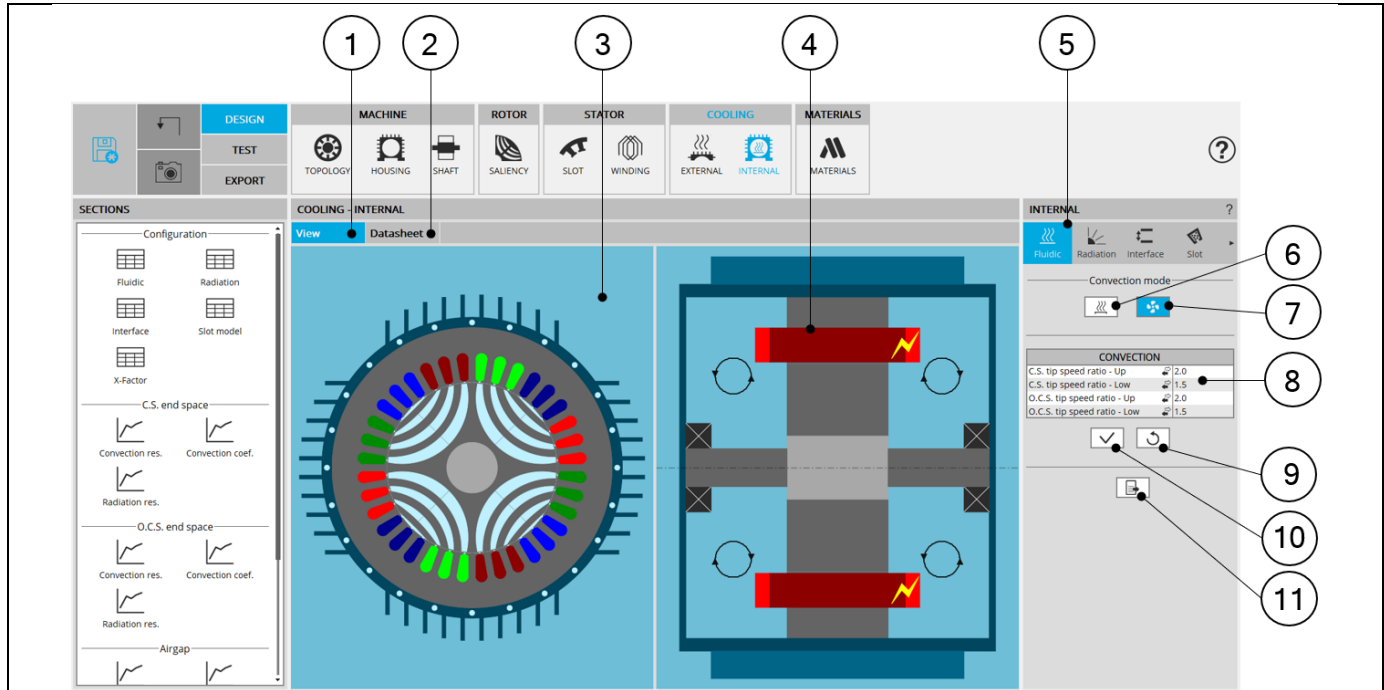 1 2 3 4 5
DESIGN
TEST
EXPORT
MACHINE ROTOR STATOR COOLING MATERIALS
TOPOLOGY HOUSING SHAFT SALIENCY SLOT WINDING EXTERNAL INTERNAL MATERIALS
?
SECTIONS
Configuration
Fluidic Radiation
Interface Slot model
X-Factor
C.S. end space
Convection res. Convection coef.
Radiation res.
O.C.S. end space
Convection res. Convection coef.
Radiation res.
Airgap
COOLING - INTERNAL
View Datasheet
INTERNAL ?
Fluidic Radiation Interface Slot
Convection mode
CONVECTION
C.S. tip speed ratio - Up 2.0
C.S. tip speed ratio - Low 1.5
O.C.S. tip speed ratio - Up 2.0
O.C.S. tip speed ratio - Low 1.5
6
7
8
9
10
11